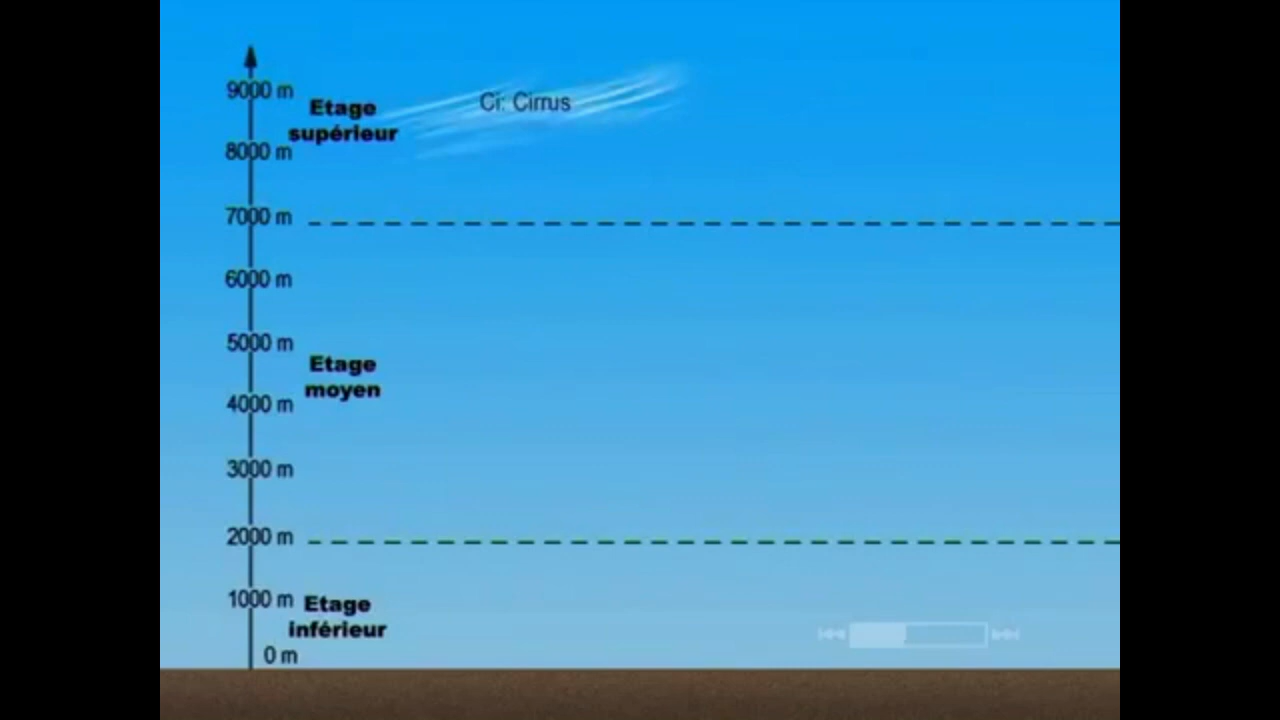 9000 m
Etage
supérieur
Ci: Cirrus
8000 m
7000 m
6000 m
5000 m
Etage
moyen
4000 m
3000 m
2000 m
1000 m
Etage
inférieur
0 m